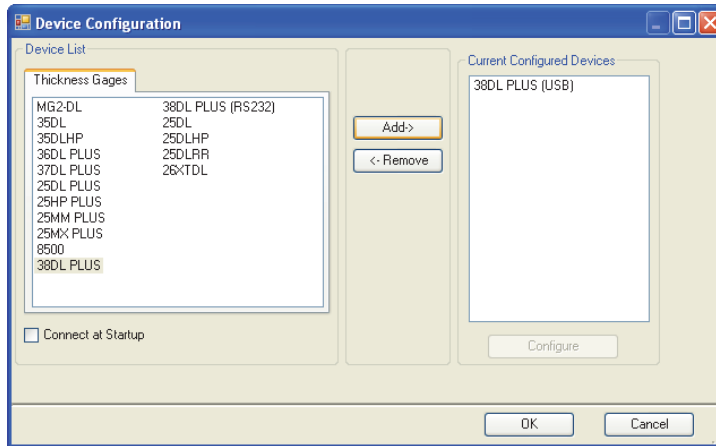 Device Configuration
Device List
Thickness Gages
MG2-DL
35DL
35DLHP
36DL PLUS
37DL PLUS
25DL PLUS
25HP PLUS
25MM PLUS
25MX PLUS
8500
38DL PLUS
38DL PLUS (RS232)
25DL
25DLHP
25DLRR
26XTDL
Connect at Startup
Add->
<- Remove
Current Configured Devices
38DL PLUS (USB)
Configure
OK
Cancel